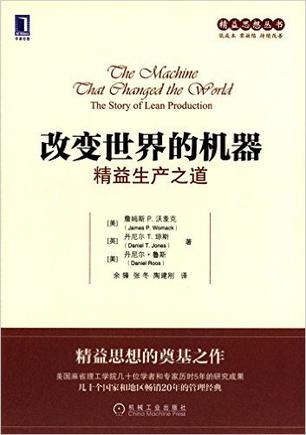 精益思想丛书
低成本 零缺陷 持续改善
The Machine
That Changed the World
The Story of Lean Production
改变世界的机器
精益生产之道
[美] 詹姆斯 P. 沃麦克
(James P. Womack)
[英] 丹尼尔 T. 琼斯
(Daniel T. Jones) 著
[美] 丹尼尔·鲁斯
(Daniel Roos)
余锋 张冬 陶建刚 译
精益思想的奠基之作
美国麻省理工学院几十位学者和专家历时5年的研究成果
几十个国家和地区畅销20年的管理经典
机械工业出版社
CHINA MACHINE PRESS